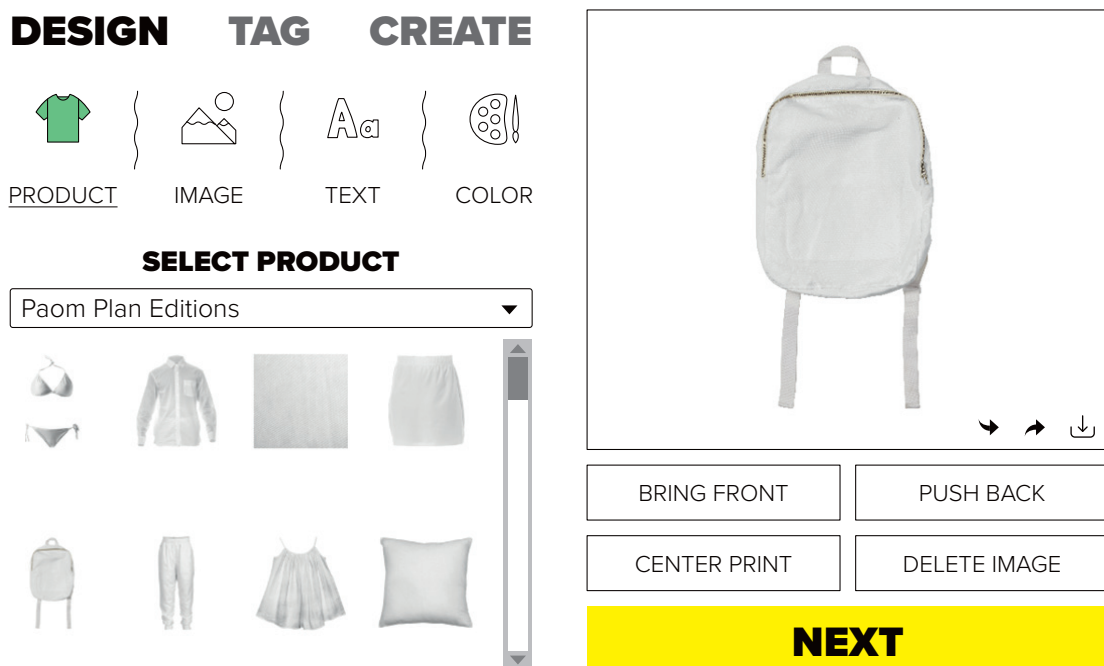 DESIGN TAG CREATE
Aa
PRODUCT IMAGE TEXT COLOR
SELECT PRODUCT
Paom Plan Editions
BRING FRONT PUSH BACK
CENTER PRINT DELETE IMAGE
NEXT